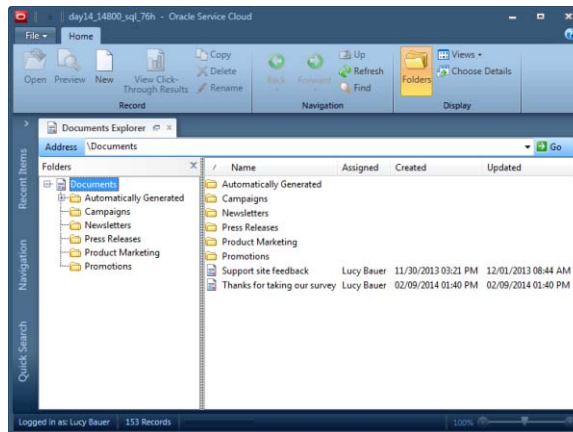 day14_14800_sql_76h - Oracle Service Cloud
File Home
Open Preview New View Click-Through Results Copy Delete Rename
Back Forward Up Refresh Find
Folders Views Choose Details
Record Navigation Display
Documents Explorer
Address \Documents Go
Folders
Documents
Automatically Generated
Campaigns
Newsletters
Press Releases
Product Marketing
Promotions
Name Assigned Created Updated
Automatically Generated
Campaigns
Newsletters
Press Releases
Product Marketing
Promotions
Support site feedback Lucy Bauer 11/30/2013 03:21 PM 12/01/2013 08:44 AM
Thanks for taking our survey Lucy Bauer 02/09/2014 01:40 PM 02/09/2014 01:40 PM
Recent Items
Navigation
Quick Search
Logged in as: Lucy Bauer 153 Records 100%